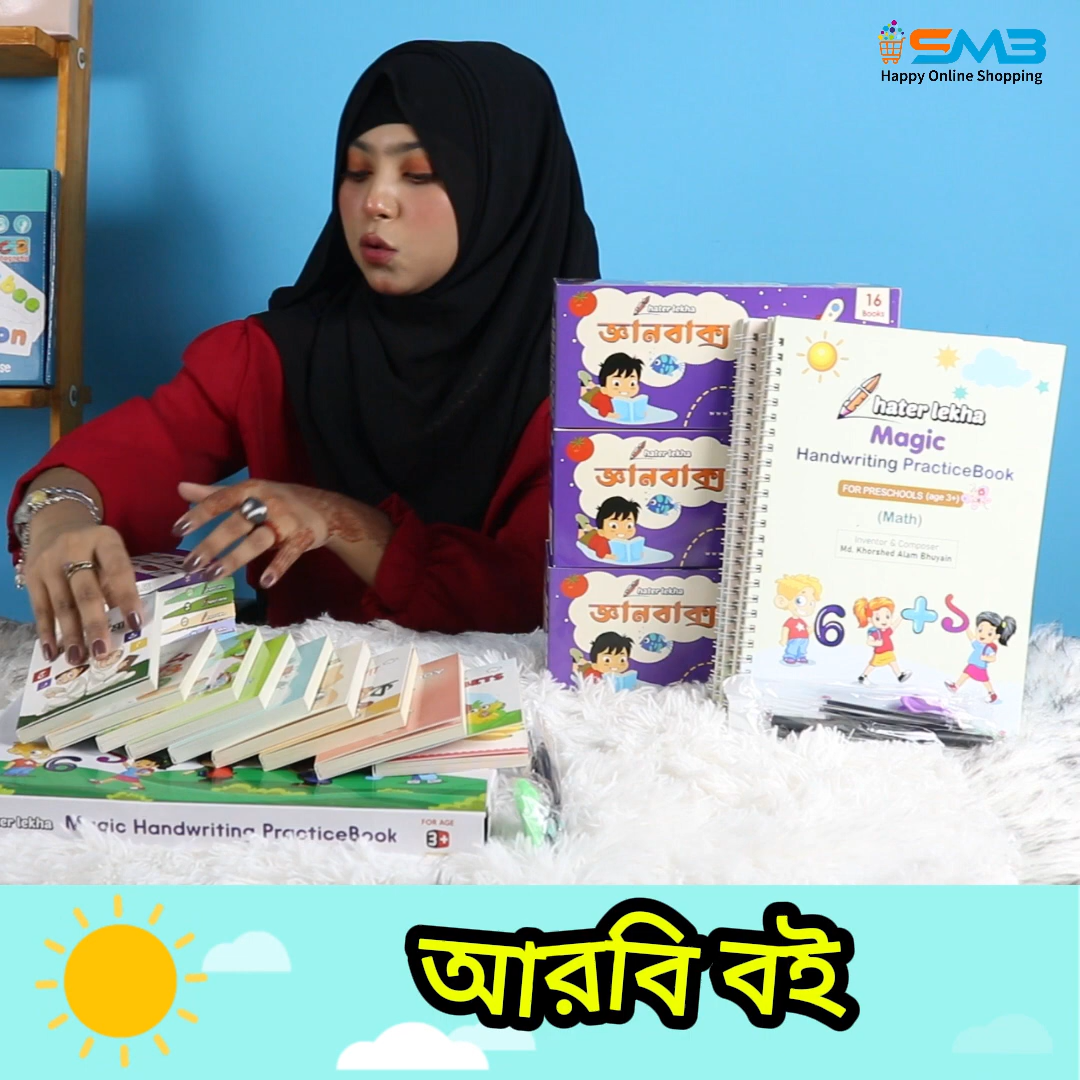 SMB
Happy Online Shopping
16
Books
hater lekha
জ্ঞানবাক্স
hater lekha
জ্ঞানবাক্স
hater lekha
জ্ঞানবাক্স
hater lekha
Magic
Handwriting PracticeBook
FOR PRESCHOOLS (age 3+)
(Math)
Inventor & Composer
Md. Khorshed Alam Bhuyain
6 + ১
er lekha Magic Handwriting PracticeBook
FOR AGE
3+
আরবি বই